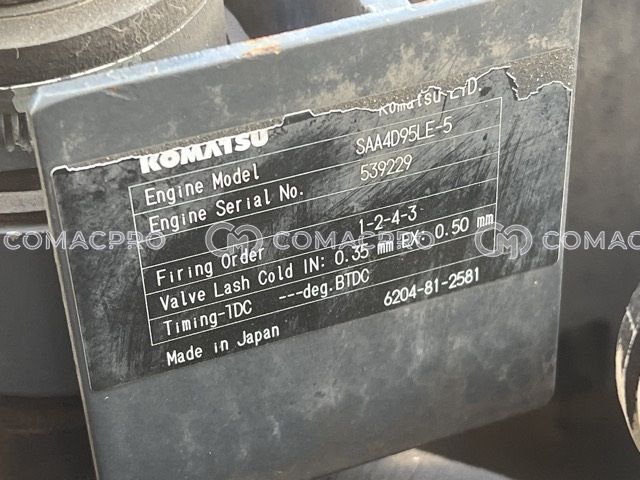 Komatsu LTD.
KOMATSU
Engine Model SAA4D95LE-5
Engine Serial No. 539229
Firing Order 1-2-4-3
Valve Lash Cold IN: 0.35 mm EX: 0.50 mm
Timing-TDC ---deg.BTDC
Made in Japan 6204-81-2581
COMACPRO COMACPRO COMACPRO